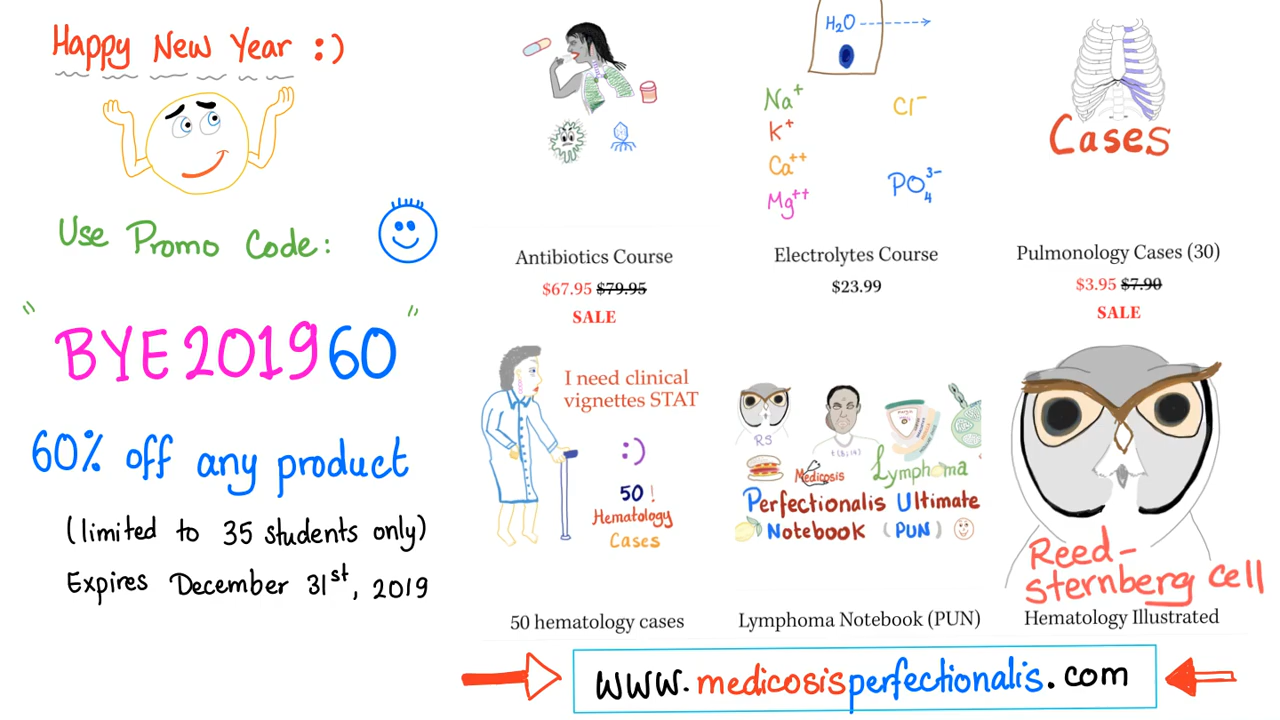 Happy New Year :)
Use Promo Code:
"BYE201960"
60% off any product
(limited to 35 students only)
Expires December 31st, 2019
Antibiotics Course
$67.95 $79.95
SALE
H₂O
Na⁺
Cl⁻
K⁺
Ca⁺⁺
PO₄³⁻
Mg⁺⁺
Electrolytes Course
$23.99
Cases
Pulmonology Cases (30)
$3.95 $7.90
SALE
I need clinical
vignettes STAT
:)
50!
Hematology
Cases
50 hematology cases
RS
t(8;14)
Medicosis Lymphoma
Perfectionalis Ultimate
Notebook (PUN)
Lymphoma Notebook (PUN)
Reed-
sternberg cell
Hematology Illustrated
www.medicosisperfectionalis.com